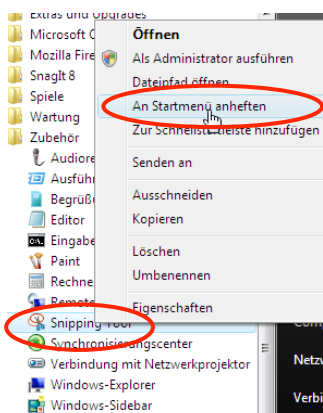 Extras und Upgrades
Microsoft
Mozilla Fire
SnagIt 8
Spiele
Wartung
Zubehör
Audiore
Ausführ
Begrüß
Editor
Eingabe
Paint
Rechne
Remote
Snipping Tool
Synchronisierungscenter
Verbindung mit Netzwerkprojektor
Windows-Explorer
Windows-Sidebar
Öffnen
Als Administrator ausführen
Dateipfad öffnen
An Startmenü anheften
Zur Schnellstartleiste hinzufügen
Senden an
Ausschneiden
Kopieren
Löschen
Umbenennen
Eigenschaften
Netzw
Verbi